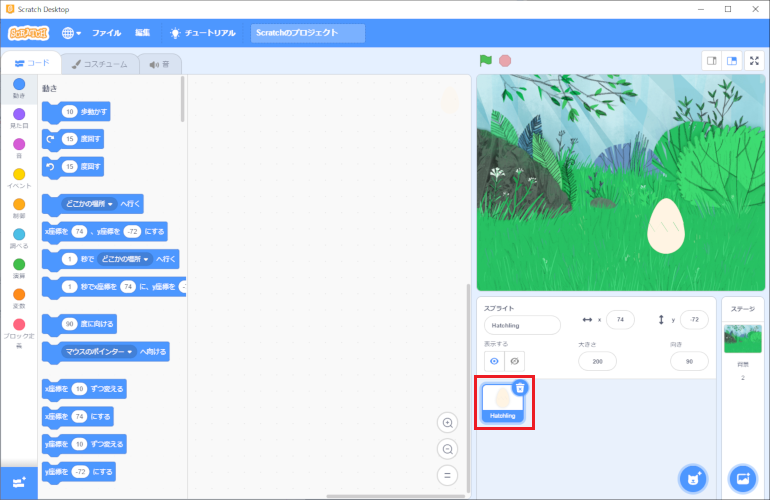 Scratch Desktop
SCRATCH
ファイル
編集
チュートリアル
Scratchのプロジェクト
コード
コスチューム
音
動き
見た目
音
イベント
制御
調べる
演算
変数
ブロック定
義
動き
10 歩動かす
15 度回す
15 度回す
どこかの場所 へ行く
x座標を 74 、y座標を -72 にする
1 秒で どこかの場所 へ行く
1 秒でx座標を 74 に、y座標を
90 度に向ける
マウスのポインター へ向ける
x座標を 10 ずつ変える
x座標を 74 にする
y座標を 10 ずつ変える
y座標を -72 にする
スプライト
Hatchling
x 74
y -72
表示する
大きさ
200
向き
90
Hatchling
ステージ
背景
2